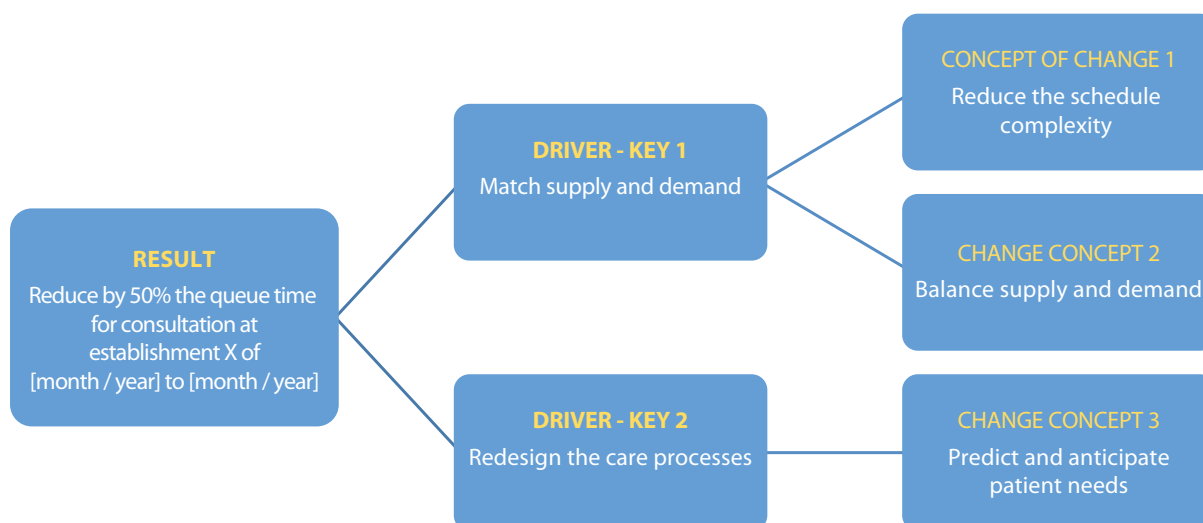 RESULT
Reduce by 50% the queue time
for consultation at
establishment X of
[month / year] to [month / year]
DRIVER - KEY 1
Match supply and demand
DRIVER - KEY 2
Redesign the care processes
CONCEPT OF CHANGE 1
Reduce the schedule
complexity
CHANGE CONCEPT 2
Balance supply and demand
CHANGE CONCEPT 3
Predict and anticipate
patient needs